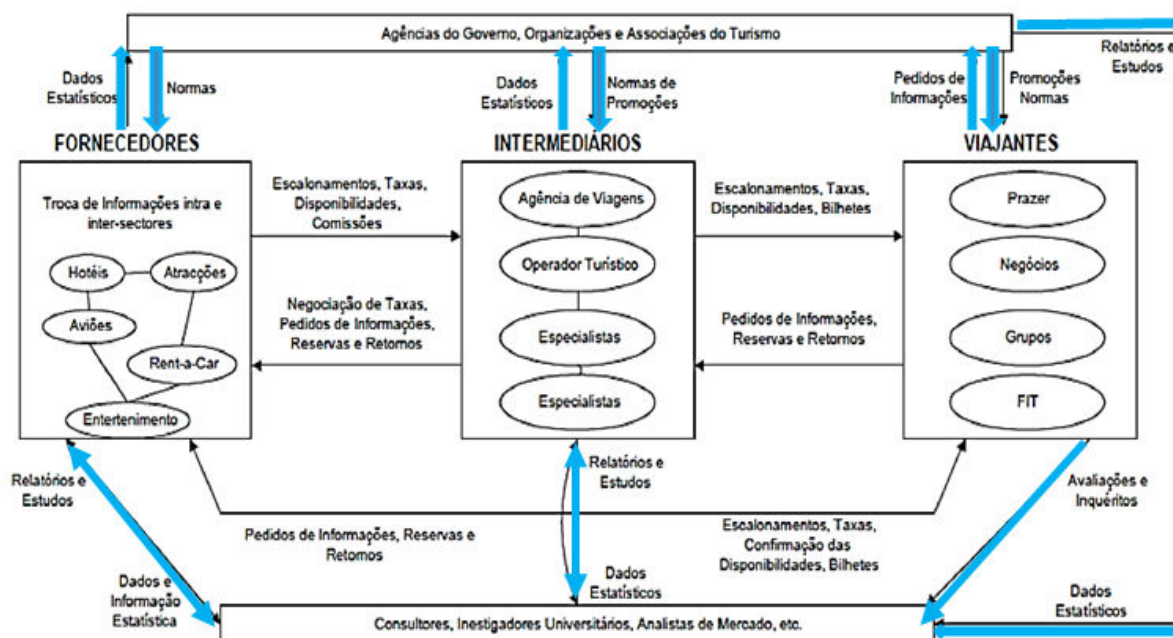 Agências do Governo, Organizações e Associações do Turismo
Relatórios e
Estudos
Dados
Estatísticos
Normas
Dados
Estatísticos
Normas de
Promoções
Pedidos de
Informações
Promoções
Normas
FORNECEDORES
INTERMEDIÁRIOS
VIAJANTES
Troca de Informações intra e
inter-sectores
Hotéis
Atracções
Aviões
Rent-a-Car
Entertenimento
Escalonamentos, Taxas,
Disponibilidades,
Comissões
Negociação de Taxas,
Pedidos de Informações,
Reservas e Retornos
Agência de Viagens
Operador Turístico
Especialistas
Especialistas
Escalonamentos, Taxas,
Disponibilidades, Bilhetes
Pedidos de Informações,
Reservas e Retornos
Prazer
Negócios
Grupos
FIT
Relatórios e
Estudos
Relatórios e
Estudos
Avaliações e
Inquéritos
Pedidos de Informações, Reservas e
Retornos
Escalonamentos, Taxas,
Confirmação das
Disponibilidades, Bilhetes
Dados e
Informação
Estatística
Dados
Estatísticos
Dados
Estatísticos
Consultores, Inestigadores Universitários, Analistas de Mercado, etc.